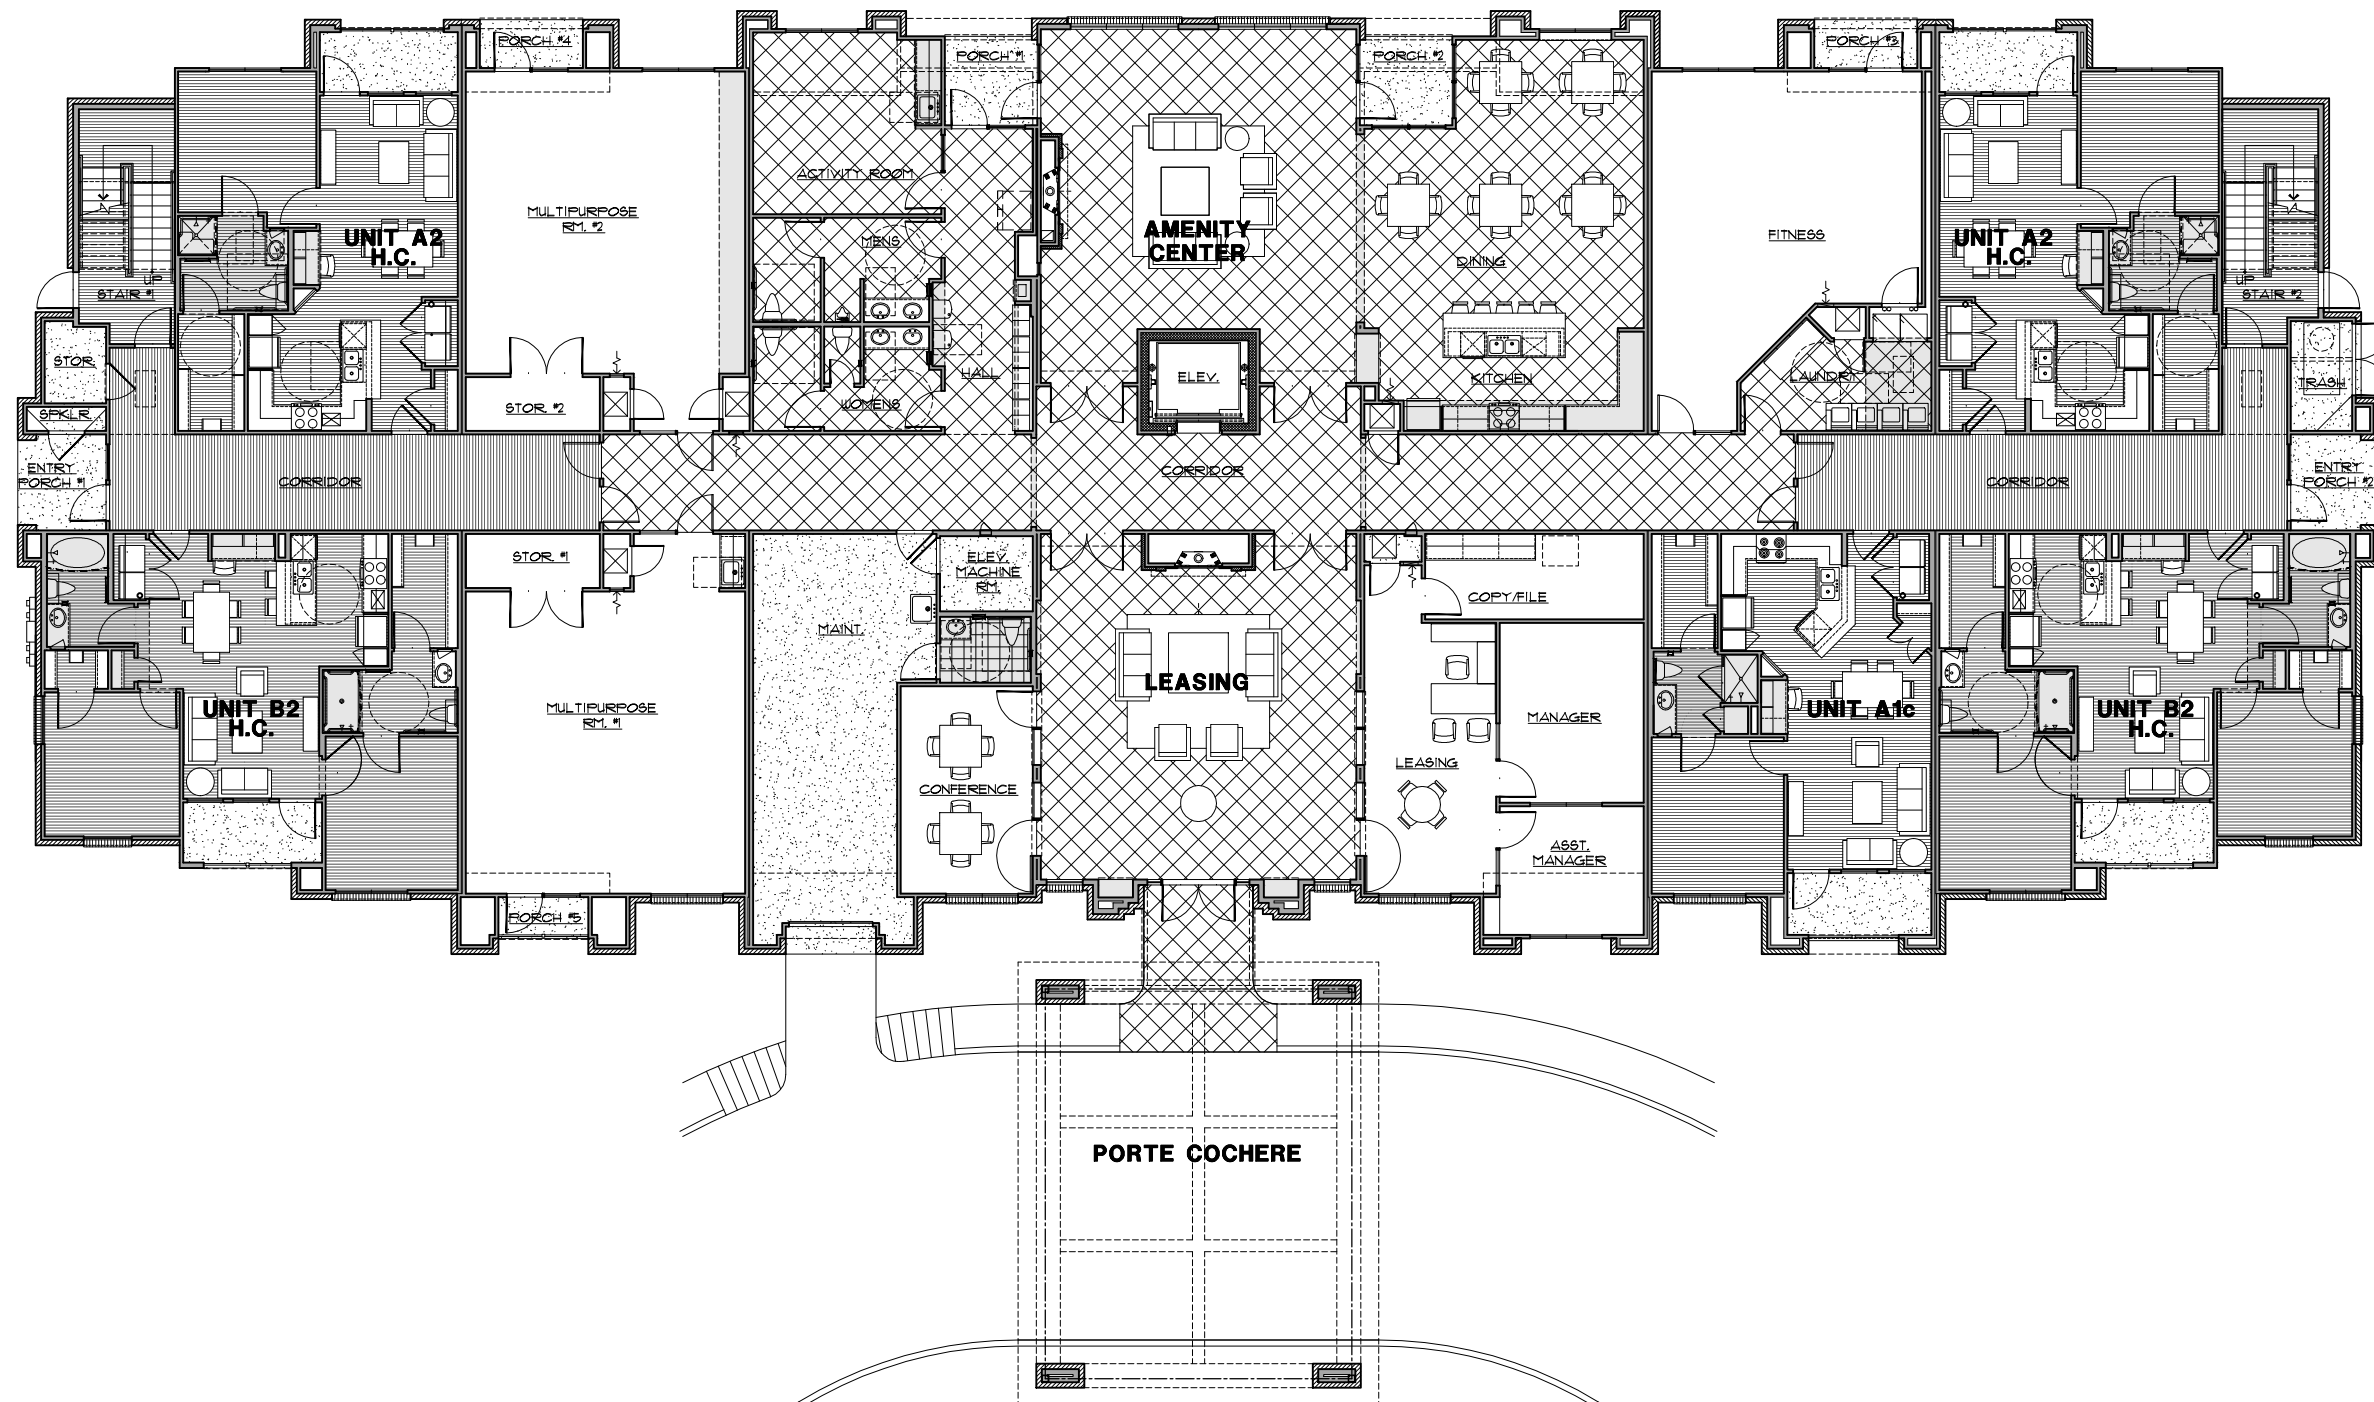 PORCH #4
PORCH #1
PORCH #2
PORCH #3
ACTIVITY ROOM
MULTIPURPOSE
RM. #2
AMENITY
CENTER
UNIT A2
H.C.
MENS
DINING
FITNESS
UNIT A2
H.C.
UP
STAIR #1
UP
STAIR #2
STOR.
HALL
ELEV.
KITCHEN
LAUNDRY
TRASH
SPKLR.
STOR. #2
WOMENS
ENTRY
PORCH #1
CORRIDOR
CORRIDOR
CORRIDOR
ENTRY
PORCH #2
STOR. #1
ELEV.
MACHINE
RM.
COPY/FILE
MAINT.
LEASING
UNIT B2
H.C.
MULTIPURPOSE
RM. #1
MANAGER
UNIT A1c
UNIT B2
H.C.
LEASING
CONFERENCE
ASST.
MANAGER
PORCH #5
PORTE COCHERE